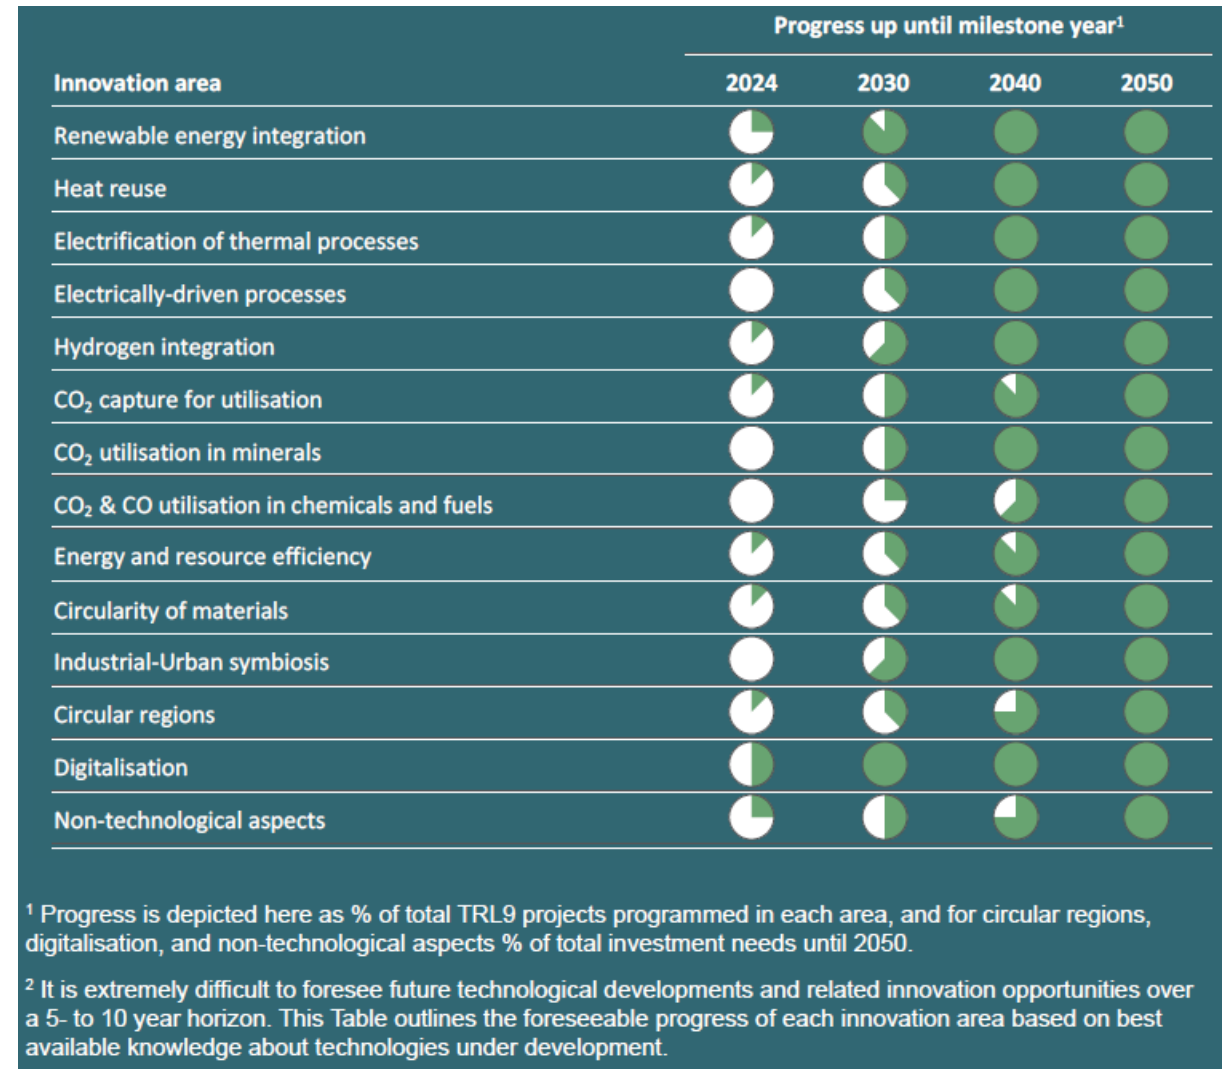 Progress up until milestone year¹
Innovation area 2024 2030 2040 2050
Renewable energy integration
Heat reuse
Electrification of thermal processes
Electrically-driven processes
Hydrogen integration
CO₂ capture for utilisation
CO₂ utilisation in minerals
CO₂ & CO utilisation in chemicals and fuels
Energy and resource efficiency
Circularity of materials
Industrial-Urban symbiosis
Circular regions
Digitalisation
Non-technological aspects
¹ Progress is depicted here as % of total TRL9 projects programmed in each area, and for circular regions,
digitalisation, and non-technological aspects % of total investment needs until 2050.
² It is extremely difficult to foresee future technological developments and related innovation opportunities over
a 5- to 10 year horizon. This Table outlines the foreseeable progress of each innovation area based on best
available knowledge about technologies under development.